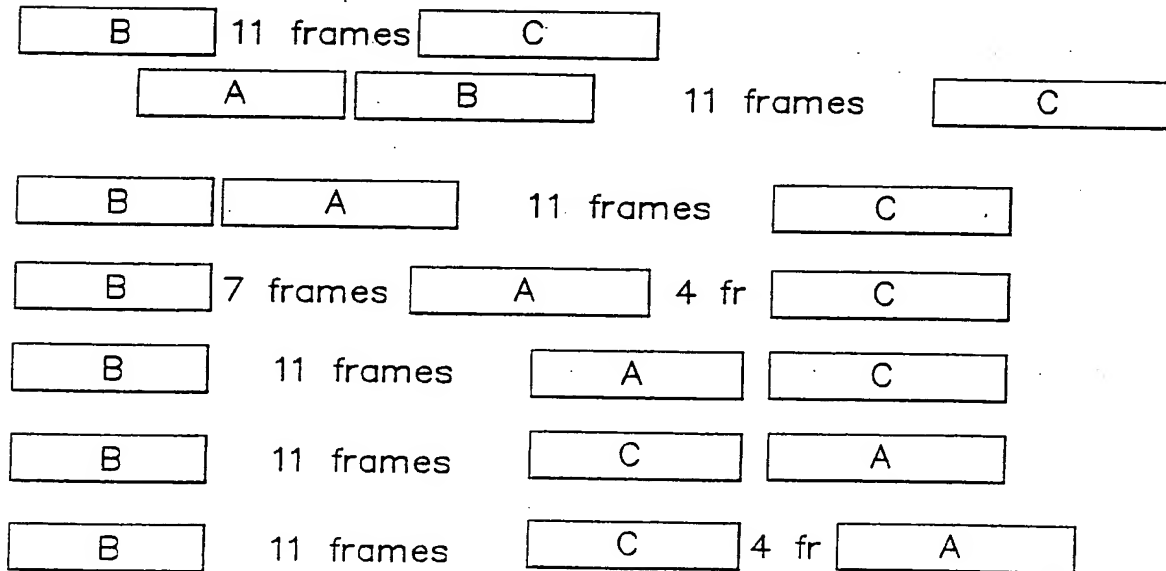 B 11 frames C
A B 11 frames C
B A 11 frames C
B 7 frames A 4 fr C
B 11 frames A C
B 11 frames C A
B 11 frames C 4 fr A